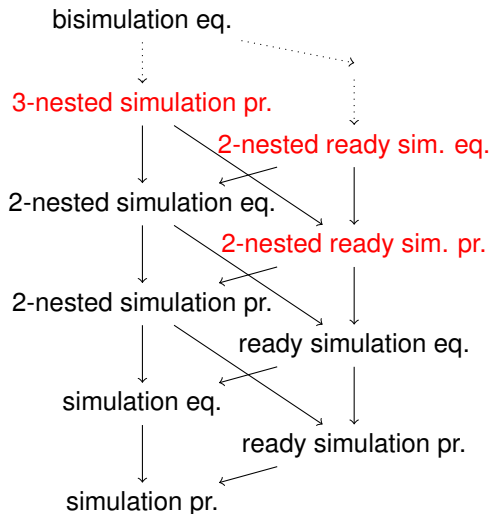 bisimulation eq.
3-nested simulation pr.
2-nested ready sim. eq.
2-nested simulation eq.
2-nested ready sim. pr.
2-nested simulation pr.
ready simulation eq.
simulation eq.
ready simulation pr.
simulation pr.